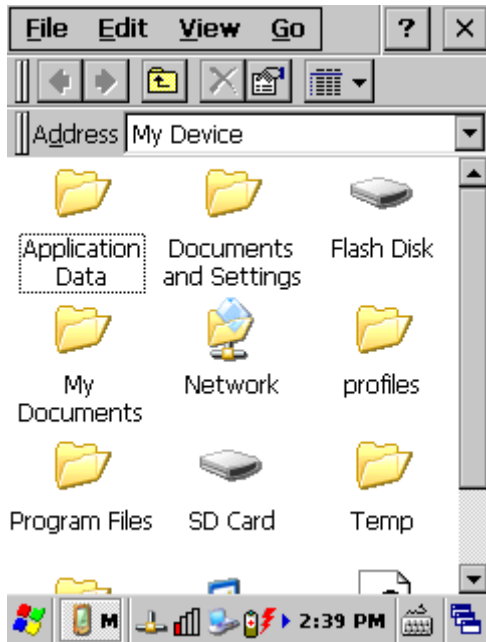 File Edit View Go ? ×
Address My Device
Application Data
Documents and Settings
Flash Disk
My Documents
Network
profiles
Program Files
SD Card
Temp
M
2:39 PM